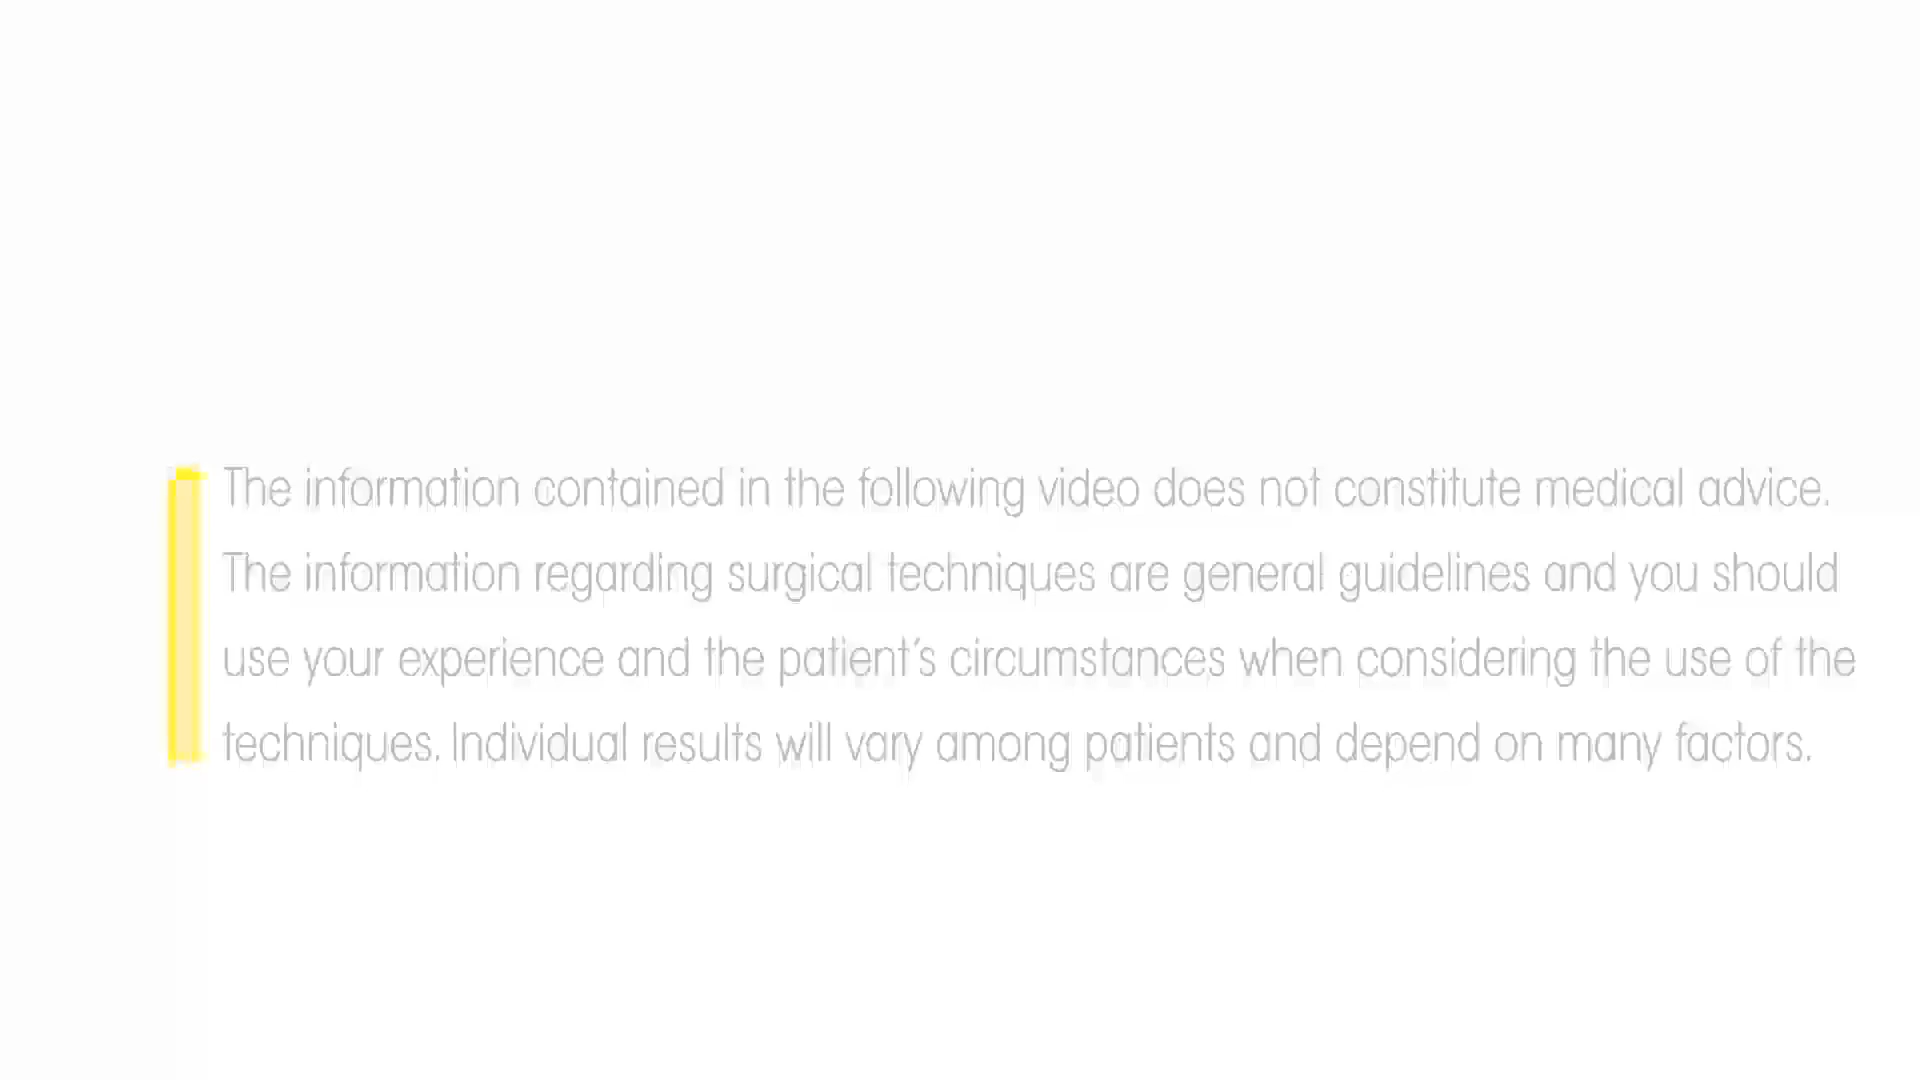 The information contained in the following video does not constitute medical advice.
The information regarding surgical techniques are general guidelines and you should
use your experience and the patient's circumstances when considering the use of the
techniques. Individual results will vary among patients and depend on many factors.